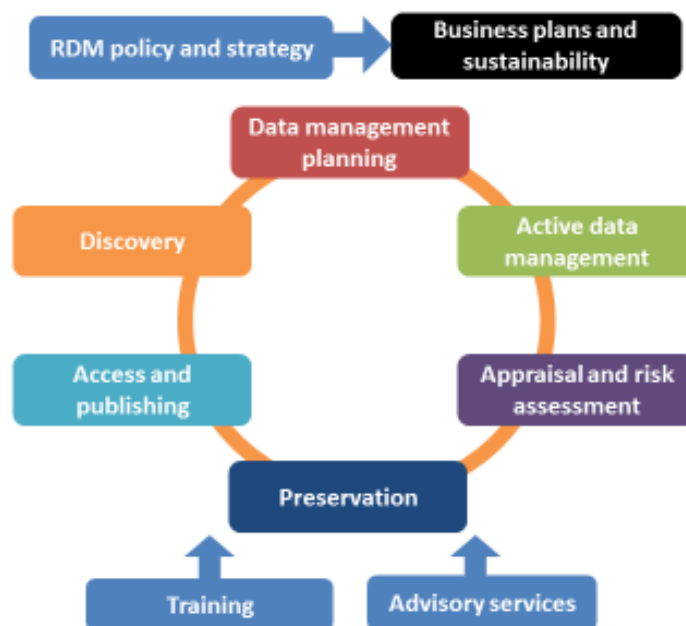 RDM policy and strategy
Business plans and
sustainability
Data management
planning
Discovery
Active data
management
Access and
publishing
Appraisal and risk
assessment
Preservation
Training
Advisory services